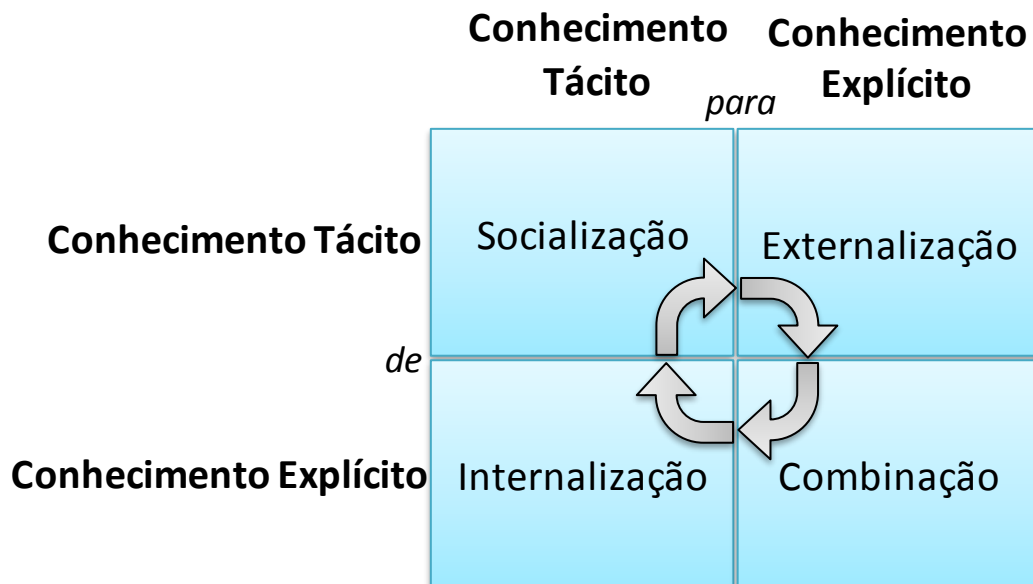 Conhecimento Tácito
Conhecimento Explícito
para
Conhecimento Tácito
Socialização
Externalização
de
Conhecimento Explícito
Internalização
Combinação